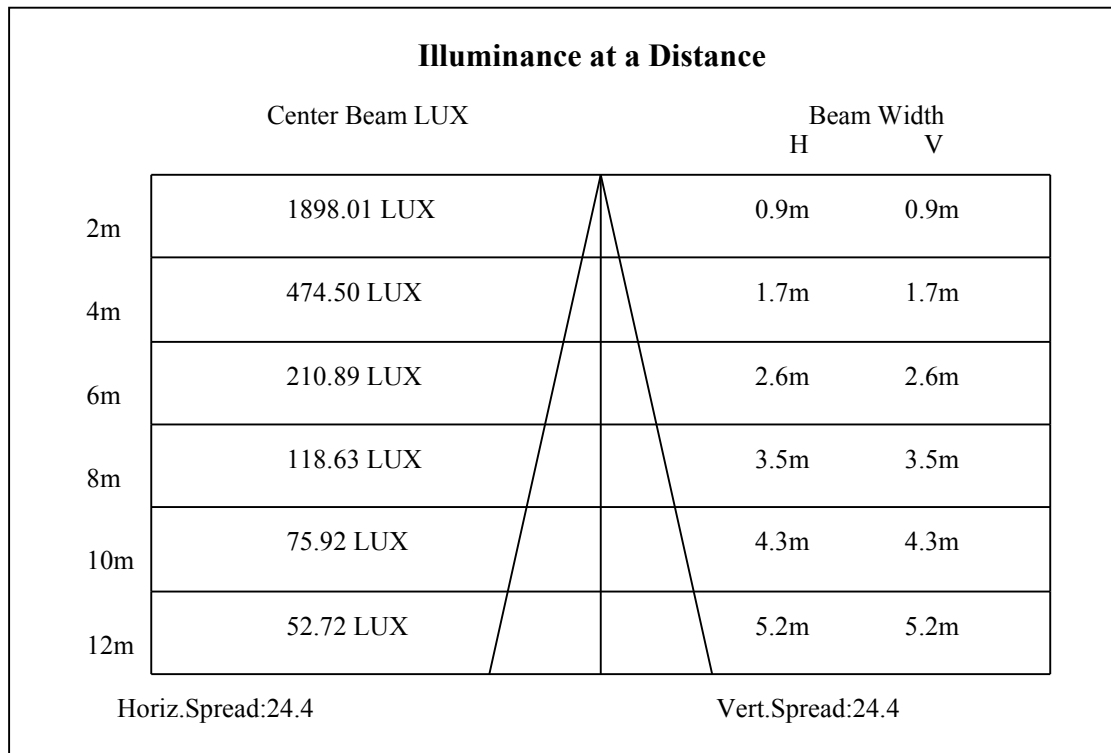 Illuminance at a Distance
Center Beam LUX Beam Width
H V
2m 1898.01 LUX 0.9m 0.9m
4m 474.50 LUX 1.7m 1.7m
6m 210.89 LUX 2.6m 2.6m
8m 118.63 LUX 3.5m 3.5m
10m 75.92 LUX 4.3m 4.3m
12m 52.72 LUX 5.2m 5.2m
Horiz.Spread:24.4 Vert.Spread:24.4